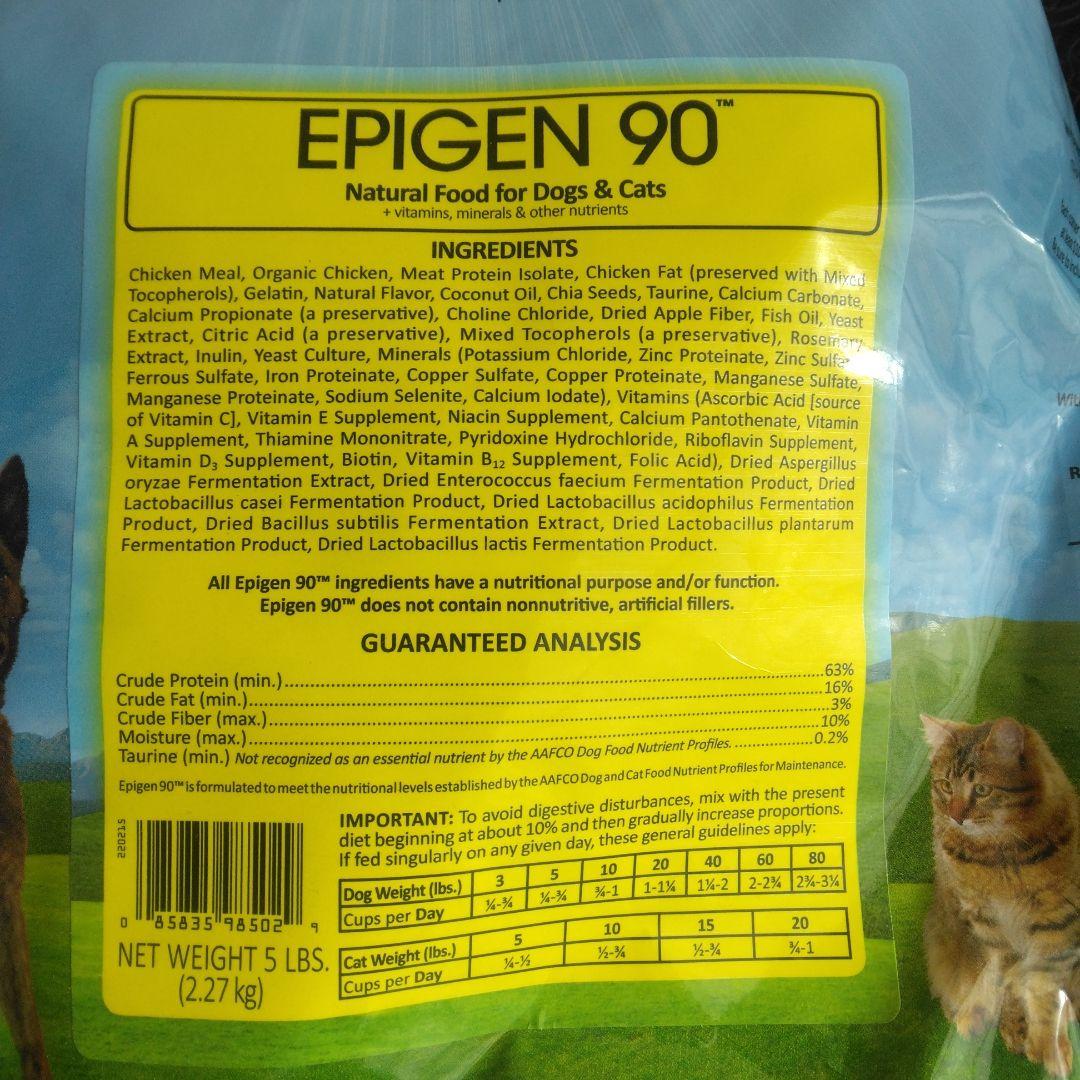 EPIGEN 90™
Natural Food for Dogs & Cats
+ vitamins, minerals & other nutrients
INGREDIENTS
Chicken Meal, Organic Chicken, Meat Protein Isolate, Chicken Fat (preserved with Mixed
Tocopherols), Gelatin, Natural Flavor, Coconut Oil, Chia Seeds, Taurine, Calcium Carbonate,
Calcium Propionate (a preservative), Choline Chloride, Dried Apple Fiber, Fish Oil, Yeast
Extract, Citric Acid (a preservative), Mixed Tocopherols (a preservative), Rosemary
Extract, Inulin, Yeast Culture, Minerals (Potassium Chloride, Zinc Proteinate, Zinc
Ferrous Sulfate, Iron Proteinate, Copper Sulfate, Copper Proteinate, Manganese Sulfate,
Manganese Proteinate, Sodium Selenite, Calcium Iodate), Vitamins (Ascorbic Acid [source
of Vitamin C], Vitamin E Supplement, Niacin Supplement, Calcium Pantothenate, Vitamin
A Supplement, Thiamine Mononitrate, Pyridoxine Hydrochloride, Riboflavin Supplement,
Vitamin D₃ Supplement, Biotin, Vitamin B₁₂ Supplement, Folic Acid), Dried Aspergillus
oryzae Fermentation Extract, Dried Enterococcus faecium Fermentation Product, Dried
Lactobacillus casei Fermentation Product, Dried Lactobacillus acidophilus Fermentation
Product, Dried Bacillus subtilis Fermentation Extract, Dried Lactobacillus plantarum
Fermentation Product, Dried Lactobacillus lactis Fermentation Product.
All Epigen 90™ ingredients have a nutritional purpose and/or function.
Epigen 90™ does not contain nonnutritive, artificial fillers.
GUARANTEED ANALYSIS
Crude Protein (min.) 63%
Crude Fat (min.) 16%
Crude Fiber (max.) 3%
Moisture (max.) 10%
Taurine (min.) Not recognized as an essential nutrient by the AAFCO Dog Food Nutrient Profiles. 0.2%
Epigen 90™ is formulated to meet the nutritional levels established by the AAFCO Dog and Cat Food Nutrient Profiles for Maintenance.
IMPORTANT: To avoid digestive disturbances, mix with the present
diet beginning at about 10% and then gradually increase proportions.
If fed singularly on any given day, these general guidelines apply:
Dog Weight (lbs.) 3 5 10 20 40 60 80
Cups per Day ¼-¾ ¼-¾ ¾-1 1-1¼ 1¼-2 2-2¾ 2¾-3¼
Cat Weight (lbs.) 5 10 15 20
Cups per Day ¼-½ ½-¾ ½-¾ ¾-1
220215
0 85835 98502 9
NET WEIGHT 5 LBS.
(2.27 kg)